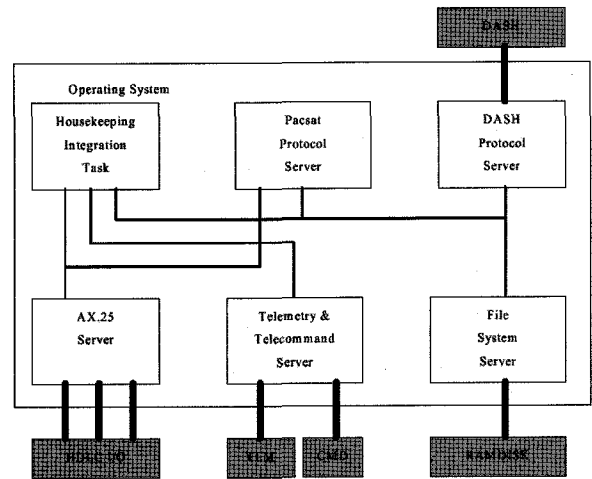 DASH
Operating System
Housekeeping
Integration
Task
Pacsat
Protocol
Server
DASH
Protocol
Server
AX.25
Server
Telemetry &
Telecommand
Server
File
System
Server
CMD
RAMDISK